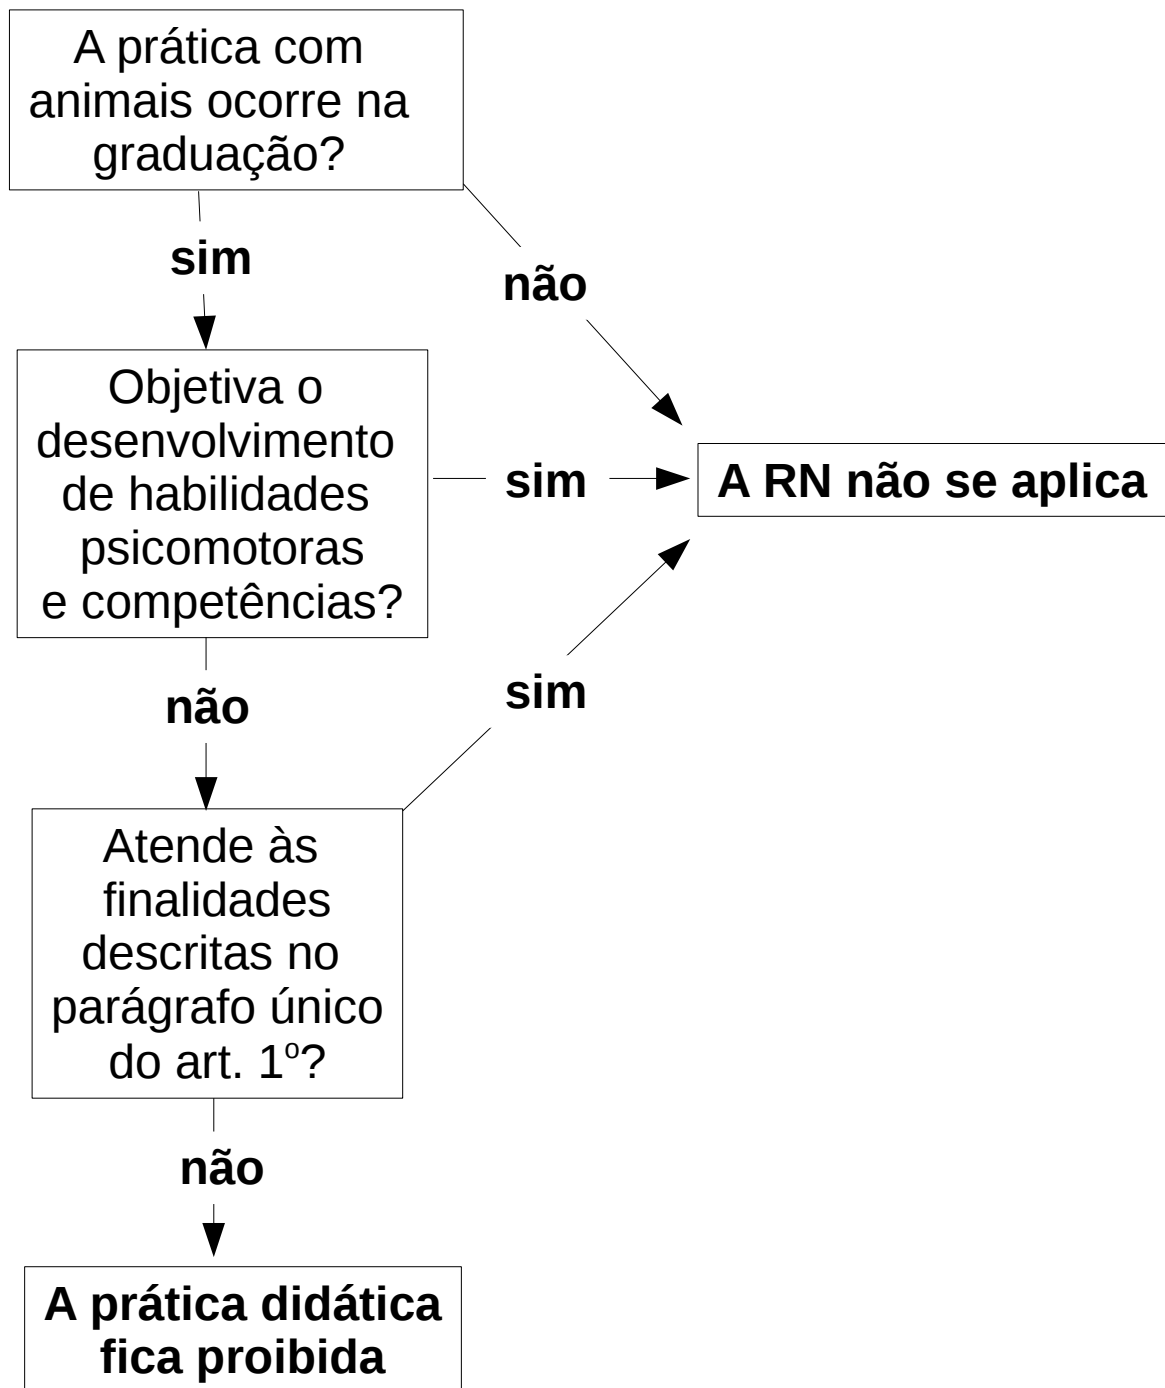 A prática com
animais ocorre na
graduação?
sim
não
Objetiva o
desenvolvimento
de habilidades
psicomotoras
e competências?
sim
A RN não se aplica
não
sim
Atende às
finalidades
descritas no
parágrafo único
do art. 1º?
não
A prática didática
fica proibida